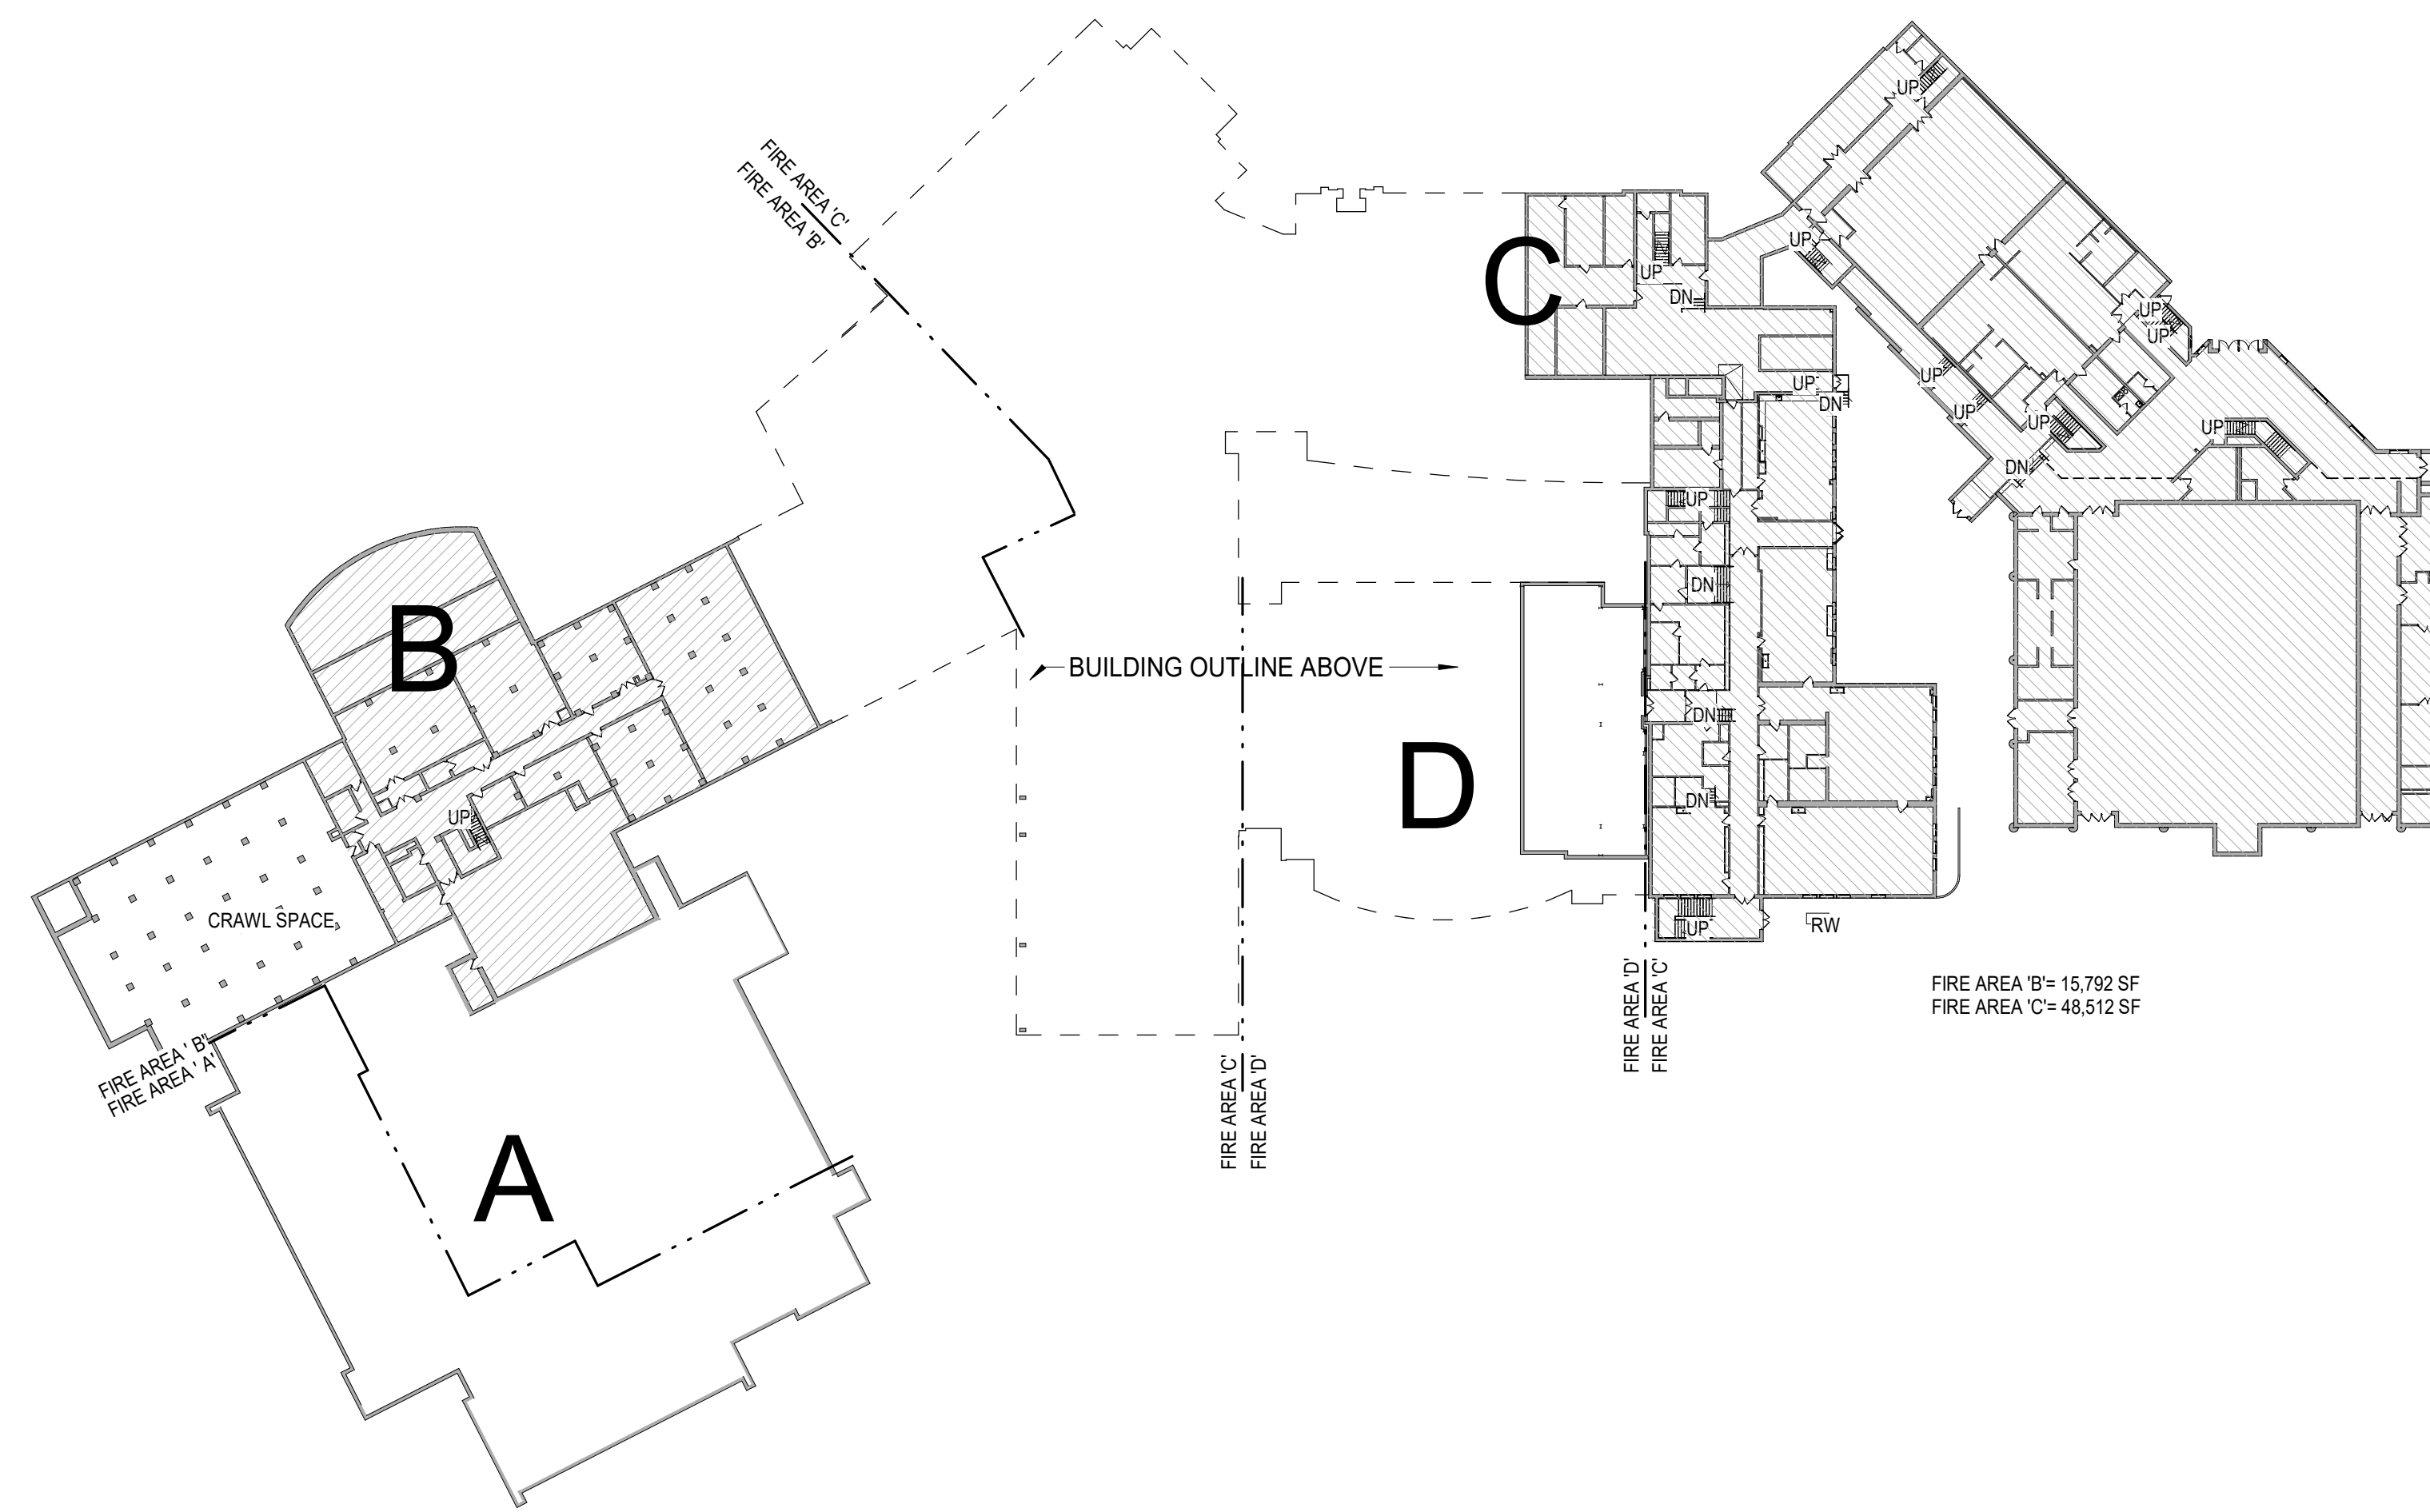 FIRE AREA 'C'
FIRE AREA 'B'
UP
UP
C
UP
DN
UP
UP
UP
UP
DN
UP
UP
UP
DN
UP
UP
DN
B
BUILDING OUTLINE ABOVE
DN
D
DN
UP
CRAWL SPACE
UP
RW
FIRE AREA 'B'= 15,792 SF
FIRE AREA 'C'= 48,512 SF
FIRE AREA 'D'
FIRE AREA 'C'
FIRE AREA ' B'
FIRE AREA ' A'
FIRE AREA 'C'
FIRE AREA 'D'
A